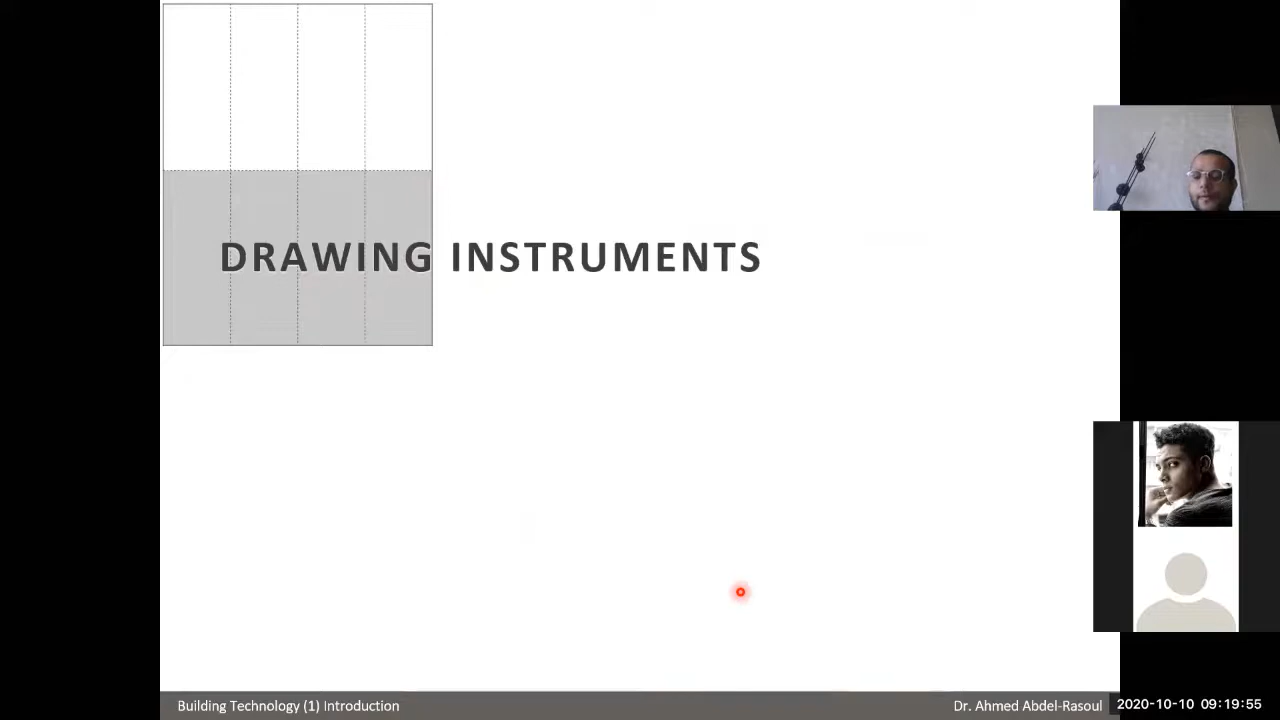 DRAWING INSTRUMENTS
Building Technology (1) Introduction
Dr. Ahmed Abdel-Rasoul
2020-10-10 09:19:55